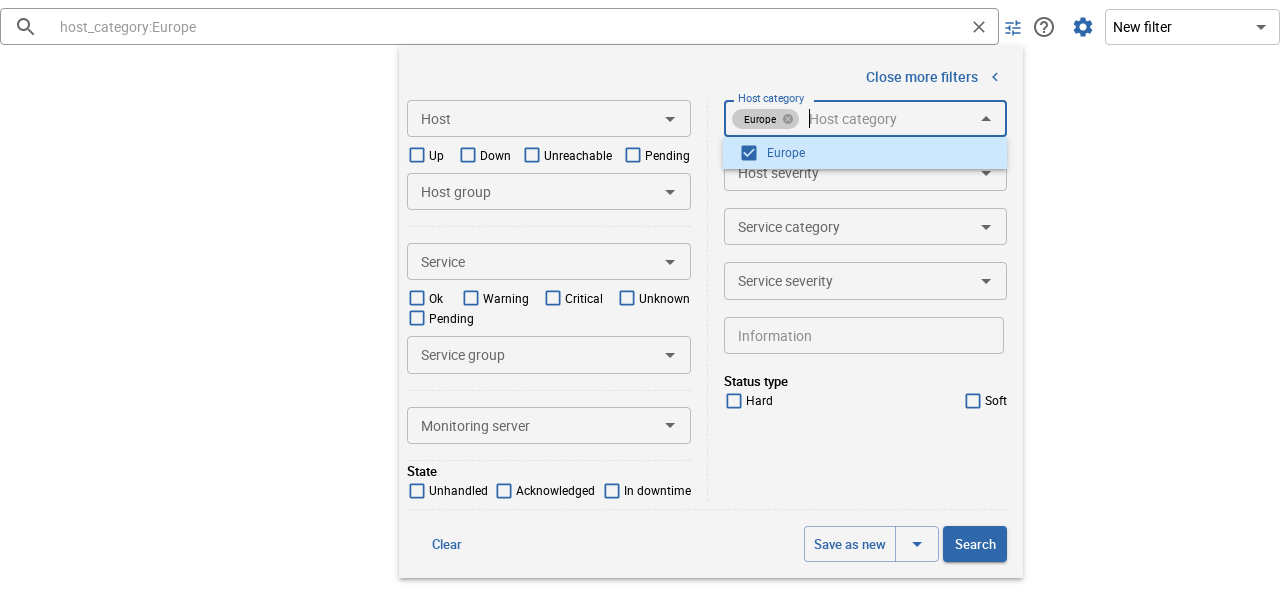 host_category:Europe
New filter
Close more filters
Host
Up Down Unreachable Pending
Host group
Service
Ok Warning Critical Unknown
Pending
Service group
Monitoring server
State
Unhandled Acknowledged In downtime
Host category
Europe Host category
Europe
Host severity
Service category
Service severity
Information
Status type
Hard Soft
Clear
Save as new
Search